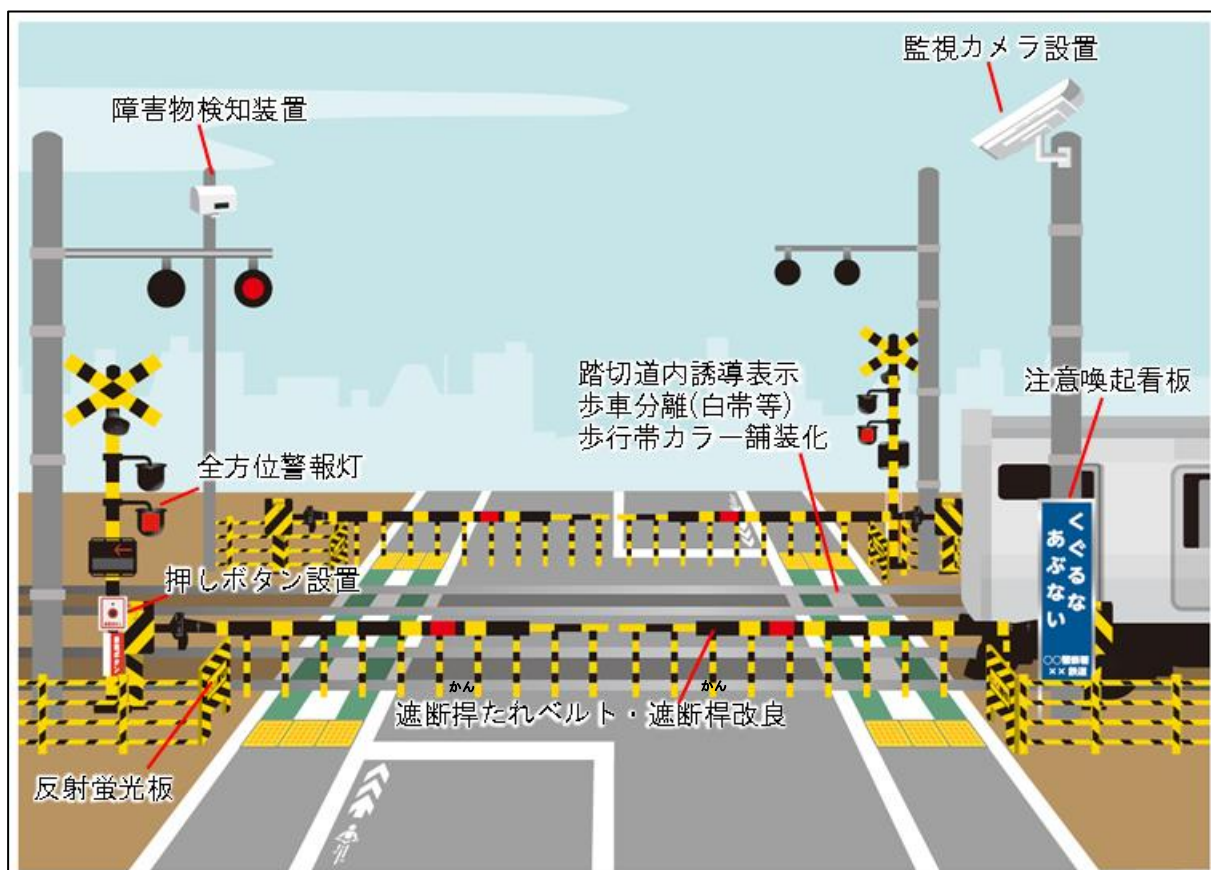 監視カメラ設置
障害物検知装置
踏切道内誘導表示
歩車分離(白帯等)
歩行帯カラー舗装化
注意喚起看板
全方位警報灯
くぐるな
あぶない
押しボタン設置
かん
かん
遮断捍たれベルト・遮断桿改良
反射蛍光板